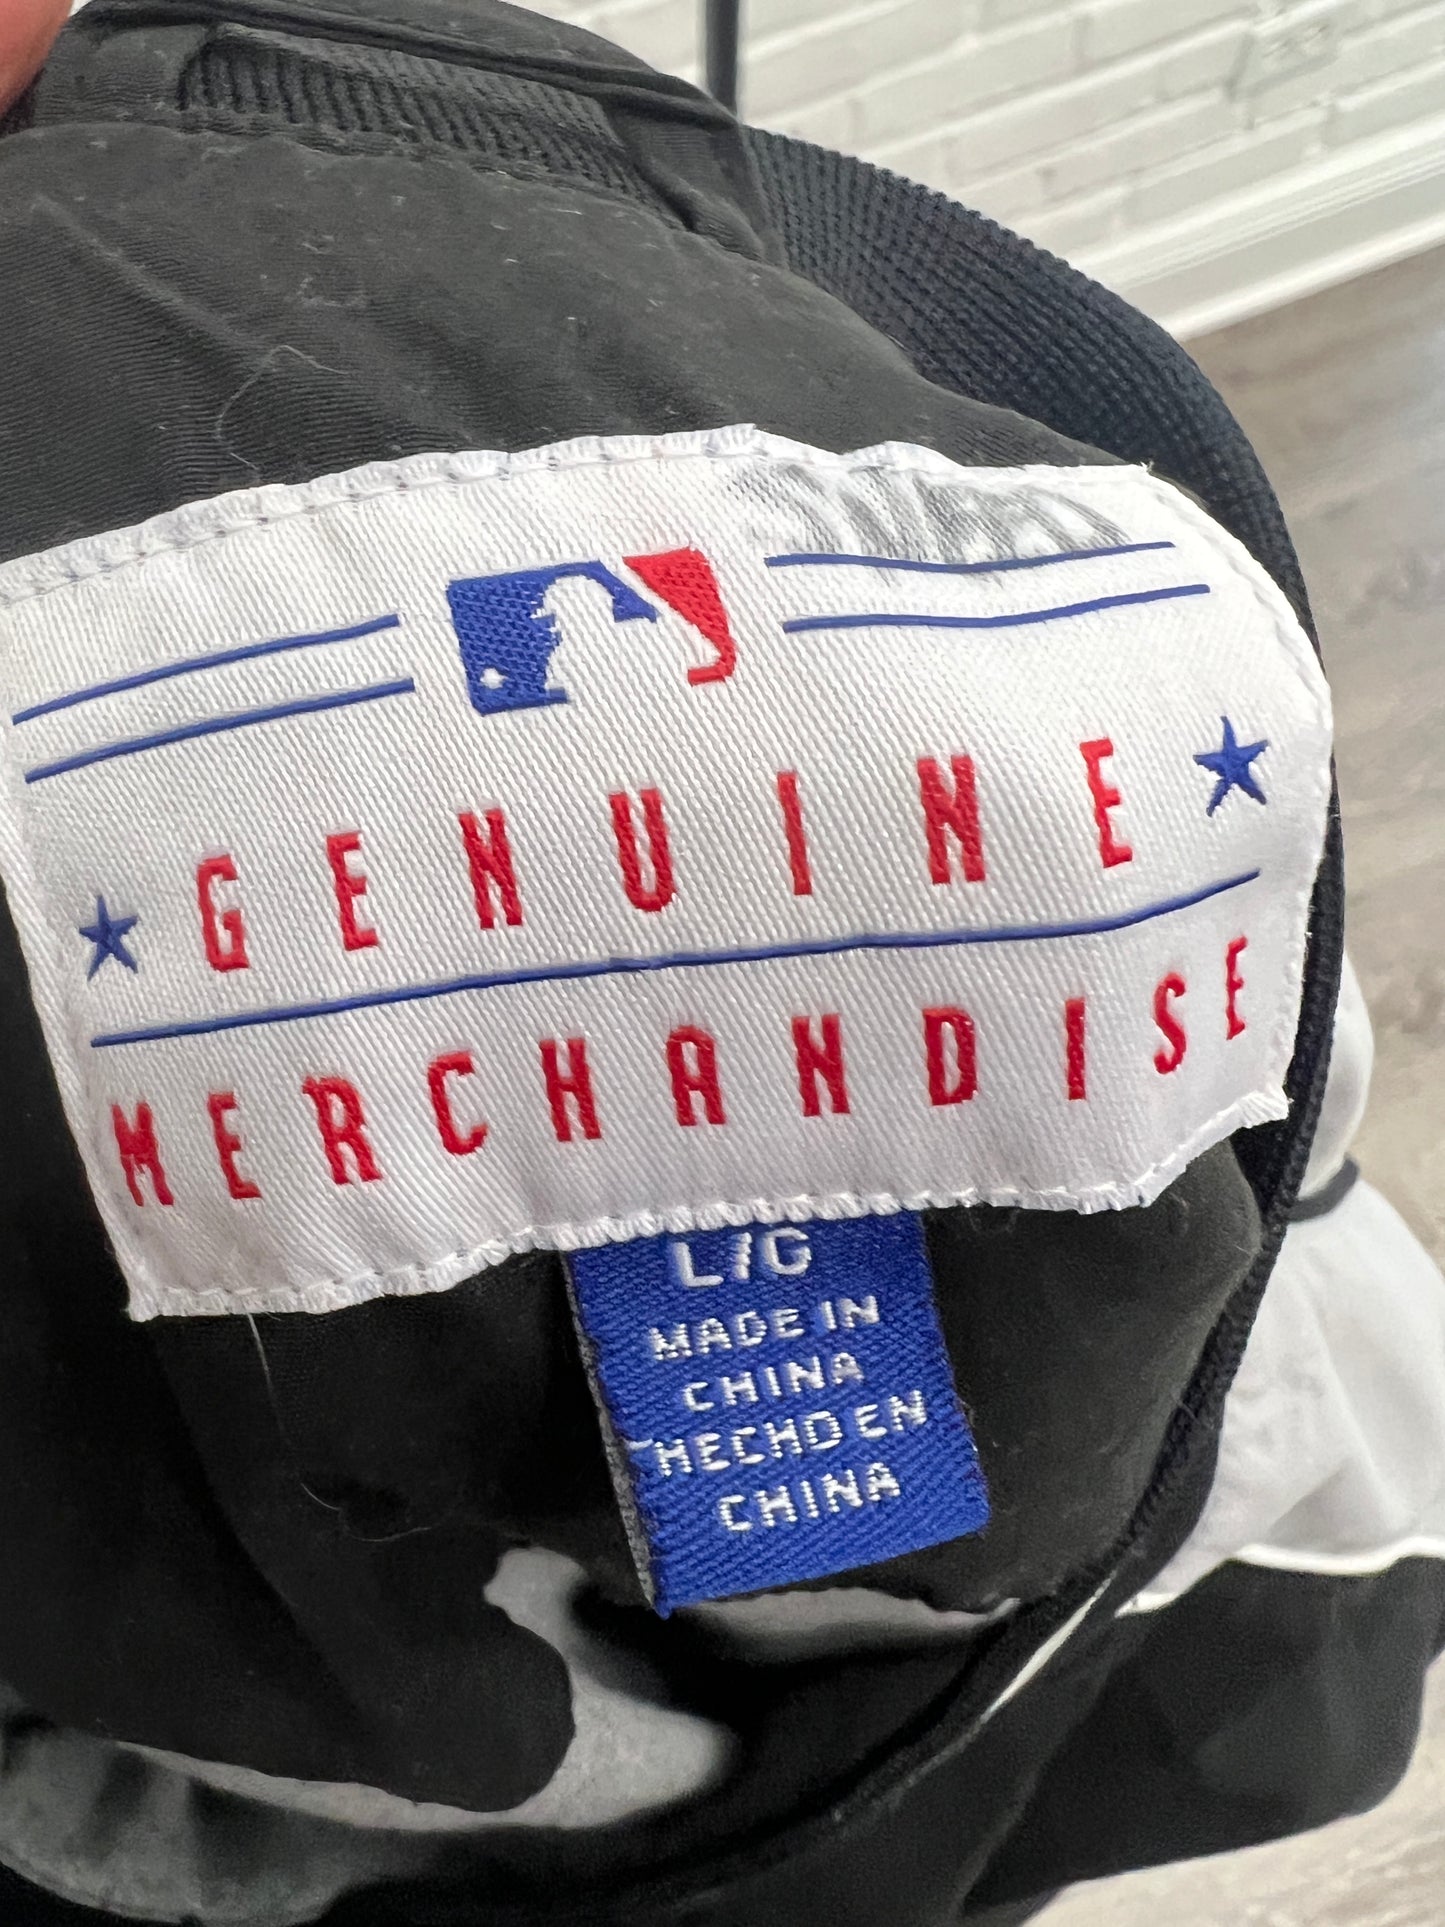 GENUINE
MERCHANDISE
L/G
MADE IN
CHINA
HECHO EN
CHINA